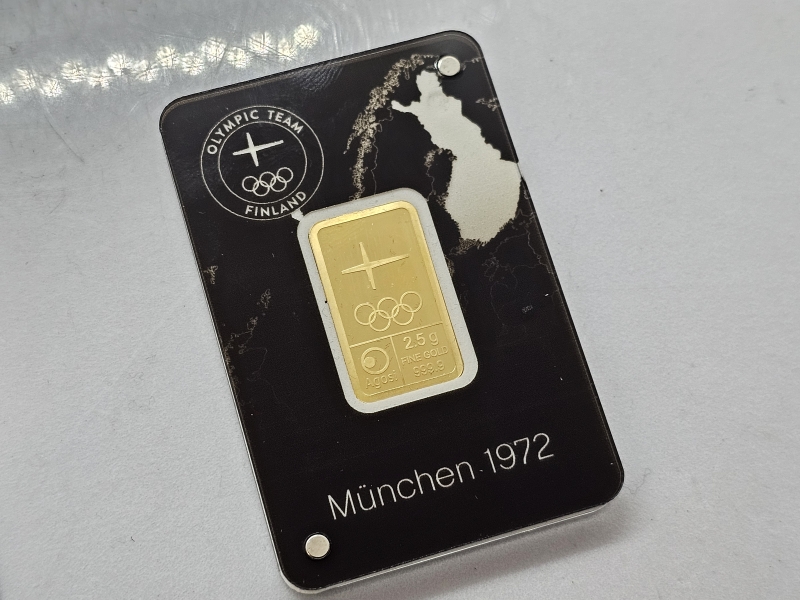 OLYMPIC TEAM
FINLAND
2.5 g
FINE GOLD
999.9
Agosi
München 1972